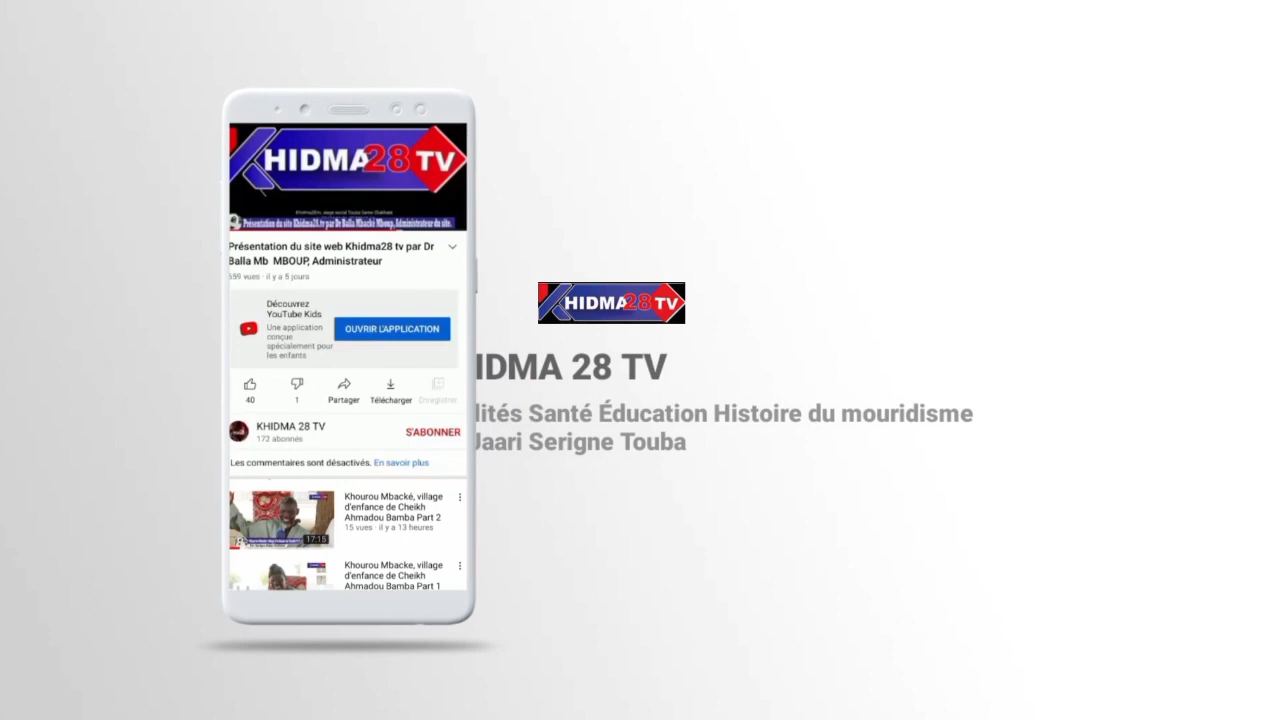 KHIDMA28 TV
Présentation du site Khidma28.tv par Dr Balla Mbacké Mboup, Administrateur du site.
Présentation du site web Khidma28 tv par Dr
Balla Mb MBOUP, Administrateur
659 vues · il y a 5 jours
Découvrez
YouTube Kids
Une application
conçue
spécialement pour
les enfants
OUVRIR L'APPLICATION
40
1
Partager
Télécharger
Enregistrer
KHIDMA 28 TV
172 abonnés
S'ABONNER
Les commentaires sont désactivés. En savoir plus
Khourou Mbacké, village
d'enfance de Cheikh
Ahmadou Bamba Part 2
15 vues · il y a 13 heures
17:15
Khourou Mbacke, village
d'enfance de Cheikh
Ahmadou Bamba Part 1
KHIDMA28 TV
IDMA 28 TV
lités Santé Éducation Histoire du mouridisme
Jaari Serigne Touba